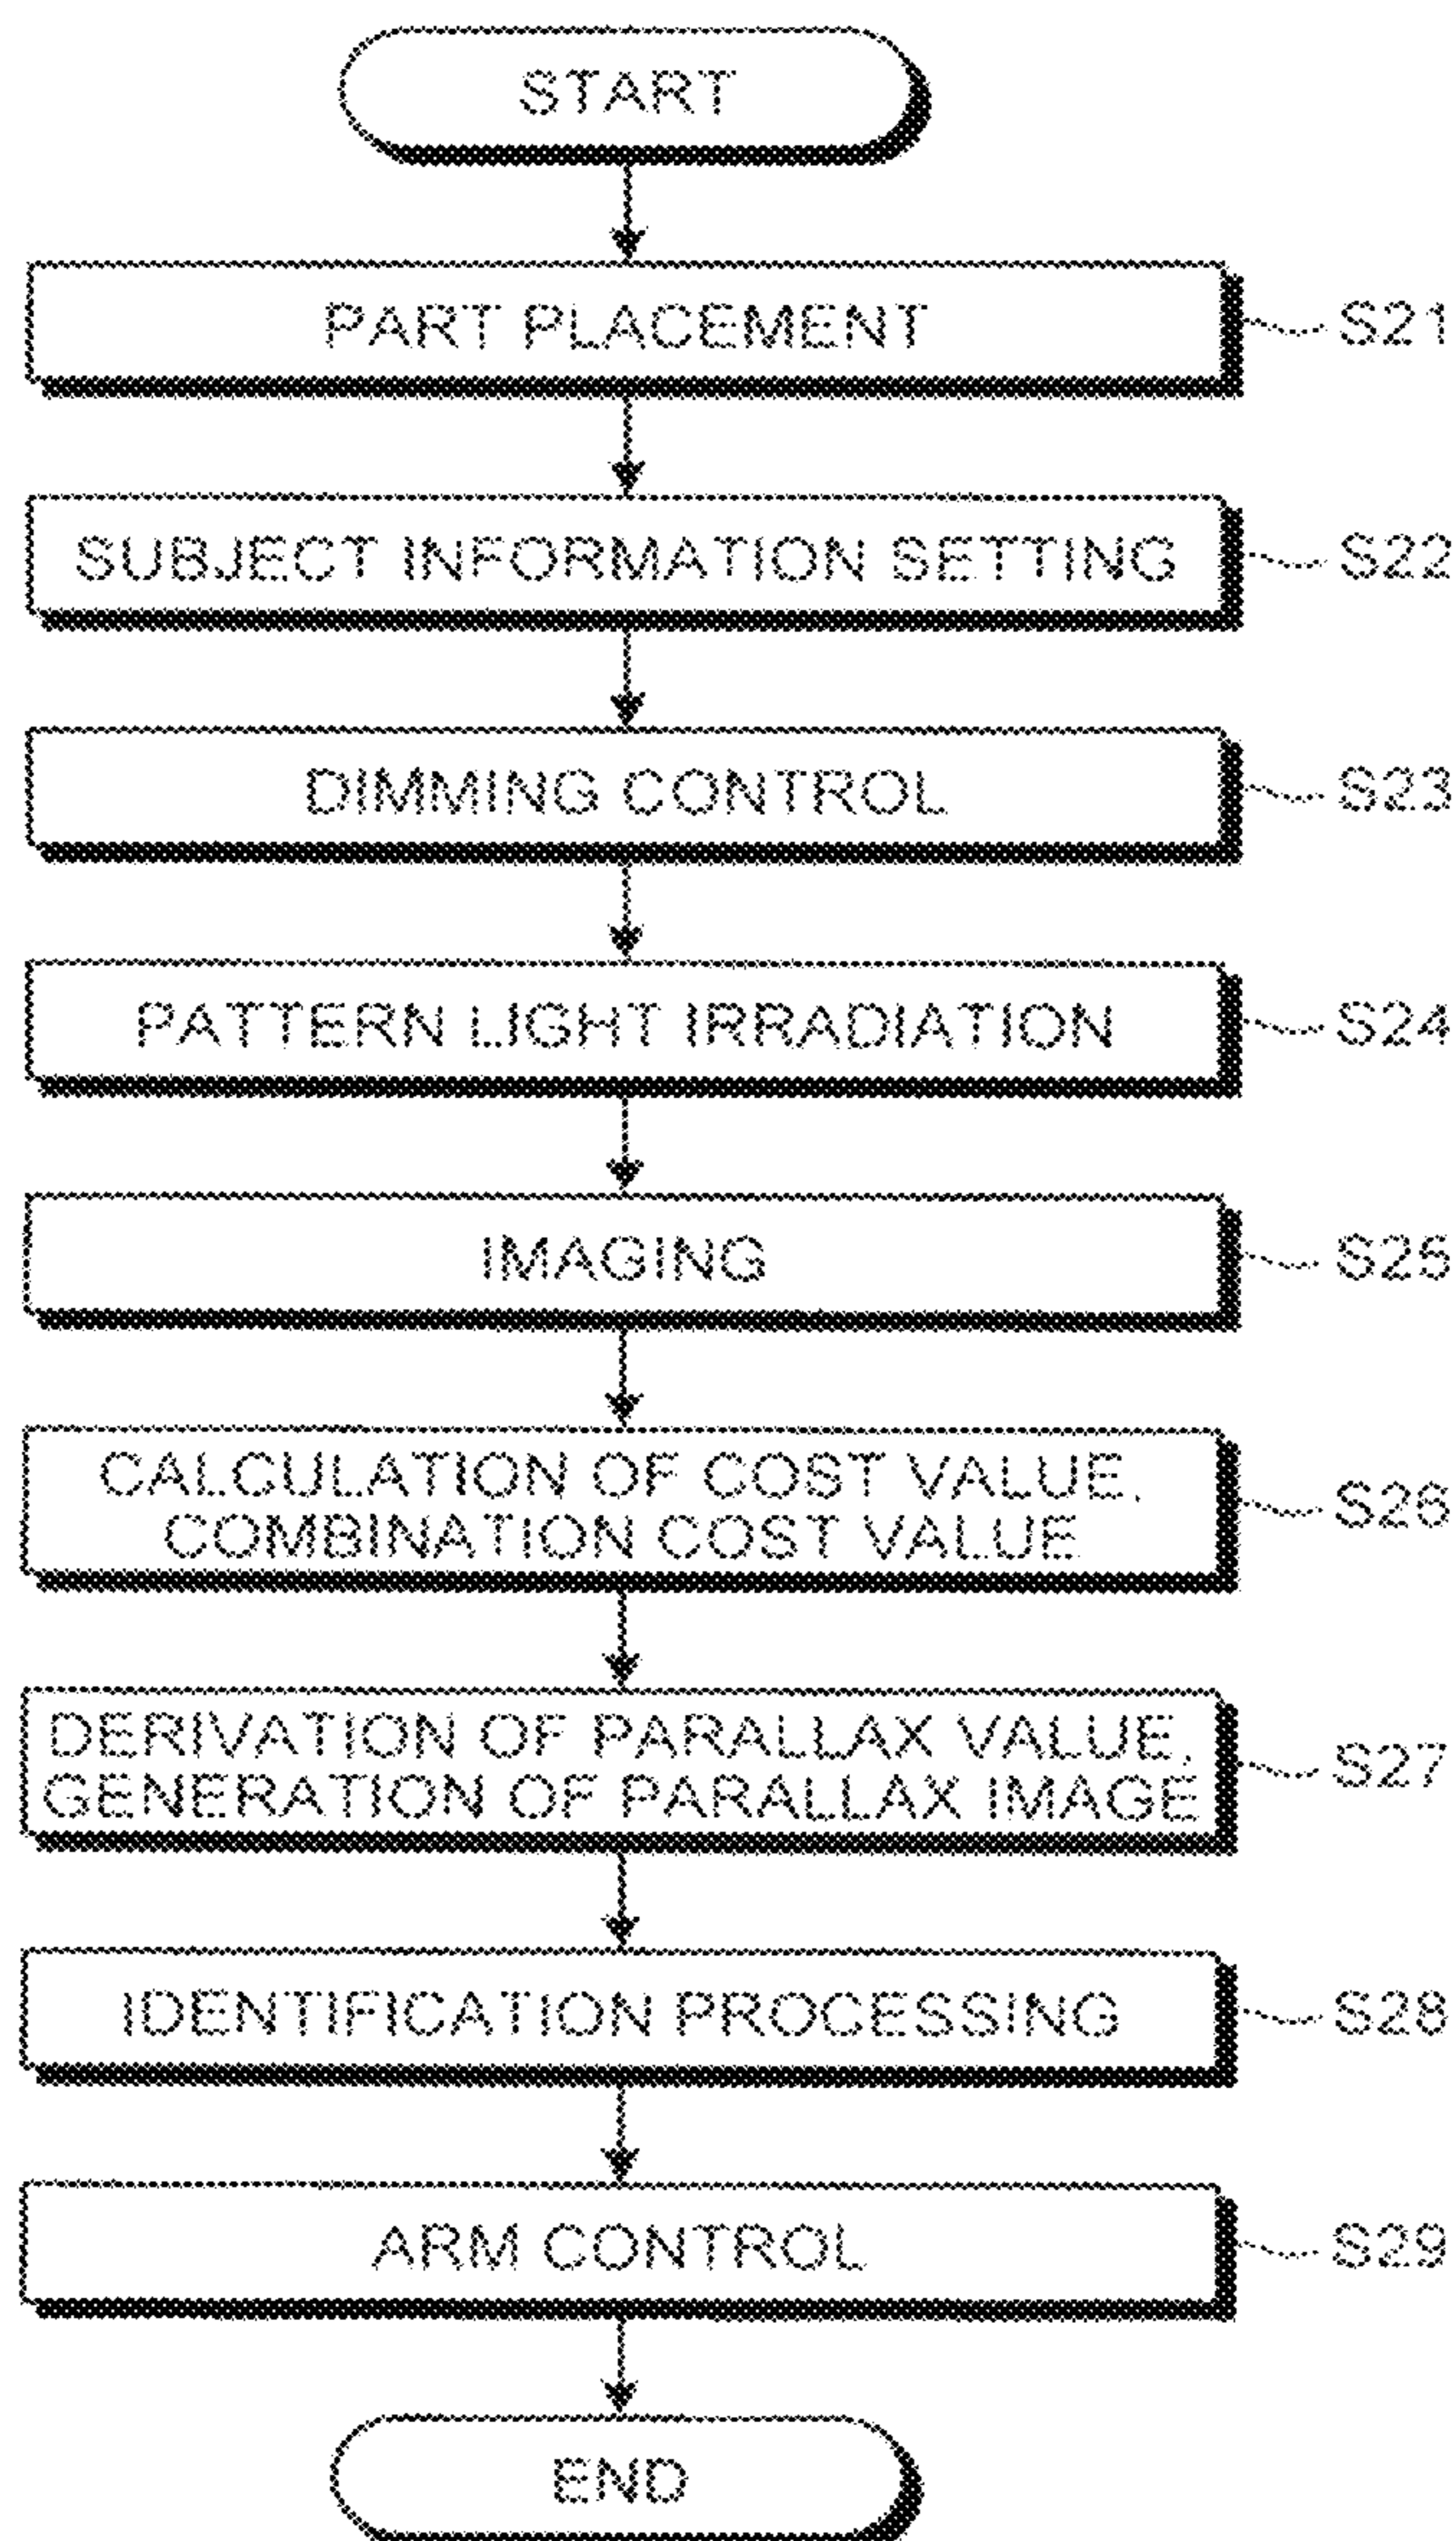 START
PART PLACEMENT
S21
SUBJECT INFORMATION SETTING
S22
DIMMING CONTROL
S23
PATTERN LIGHT IRRADIATION
S24
IMAGING
S25
CALCULATION OF COST VALUE,
COMBINATION COST VALUE
S26
DERIVATION OF PARALLAX VALUE,
GENERATION OF PARALLAX IMAGE
S27
IDENTIFICATION PROCESSING
S28
ARM CONTROL
S29
END